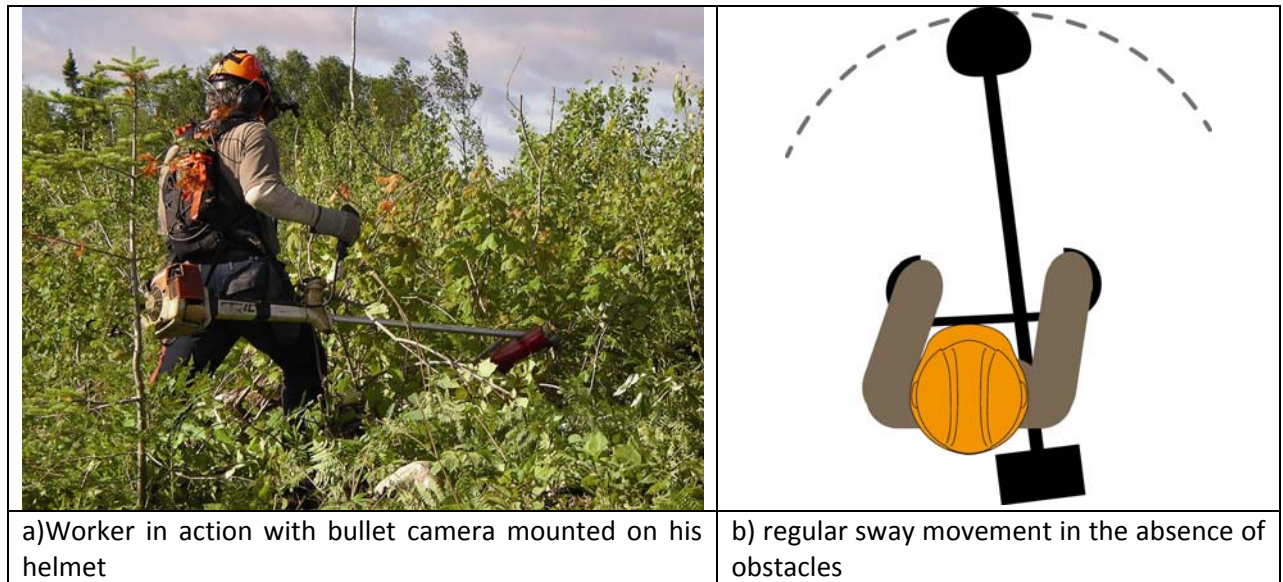 a)Worker in action with bullet camera mounted on his
helmet
b) regular sway movement in the absence of
obstacles